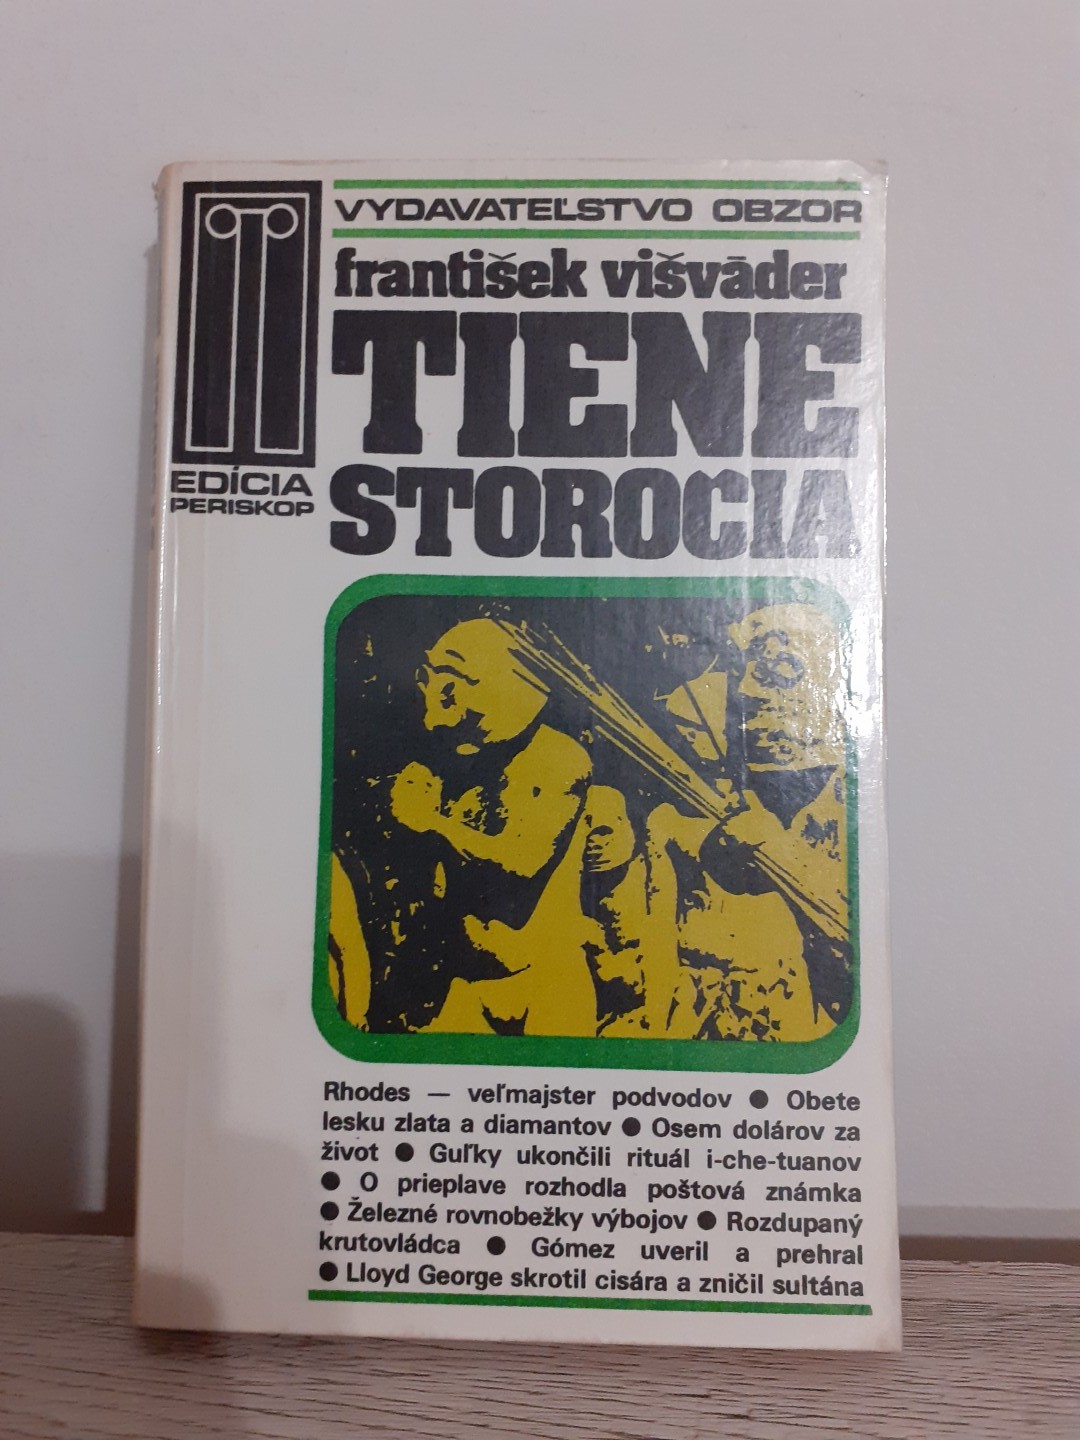 VYDAVATEĽSTVO OBZOR
františek višváder
TIENE
STOROČIA
EDÍCIA
PERISKOP
Rhodes — veľmajster podvodov ● Obete
lesku zlata a diamantov ● Osem dolárov za
život ● Guľky ukončili rituál i-che-tuanov
● O prieplave rozhodla poštová známka
● Železné rovnobežky výbojov ● Rozdupaný
krutovládca ● Gómez uveril a prehral
● Lloyd George skrotil cisára a zničil sultána